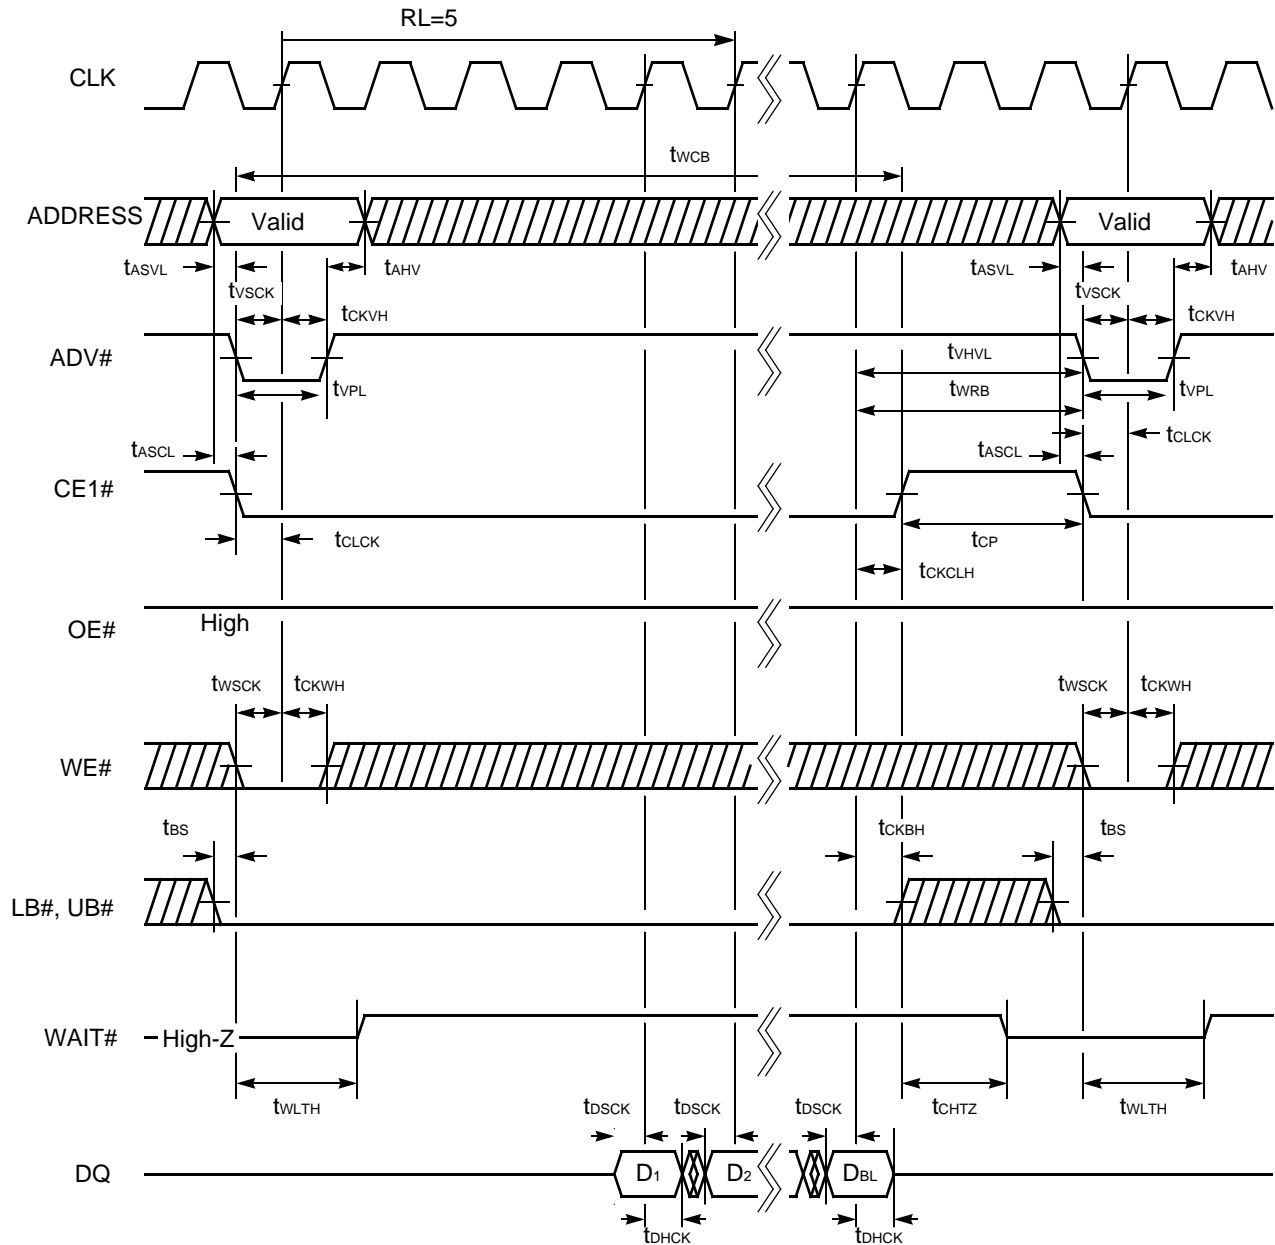 RL=5
CLK
tWCB
ADDRESS Valid Valid
tASVL tAHV tASVL tAHV
tVSCK tVSCK
tCKVH tCKVH
ADV# tVHVL
tVPL tWRB tVPL
tASCL tASCL tCLCK
CE1#
tCLCK tCP
tCKCLH
OE# High
tWSCK tCKWH tWSCK tCKWH
WE#
tBS tCKBH tBS
LB#, UB#
WAIT# High-Z
tWLTH tCHTZ tWLTH
tDSCK tDSCK tDSCK
DQ D1 D2 DBL
tDHCK tDHCK